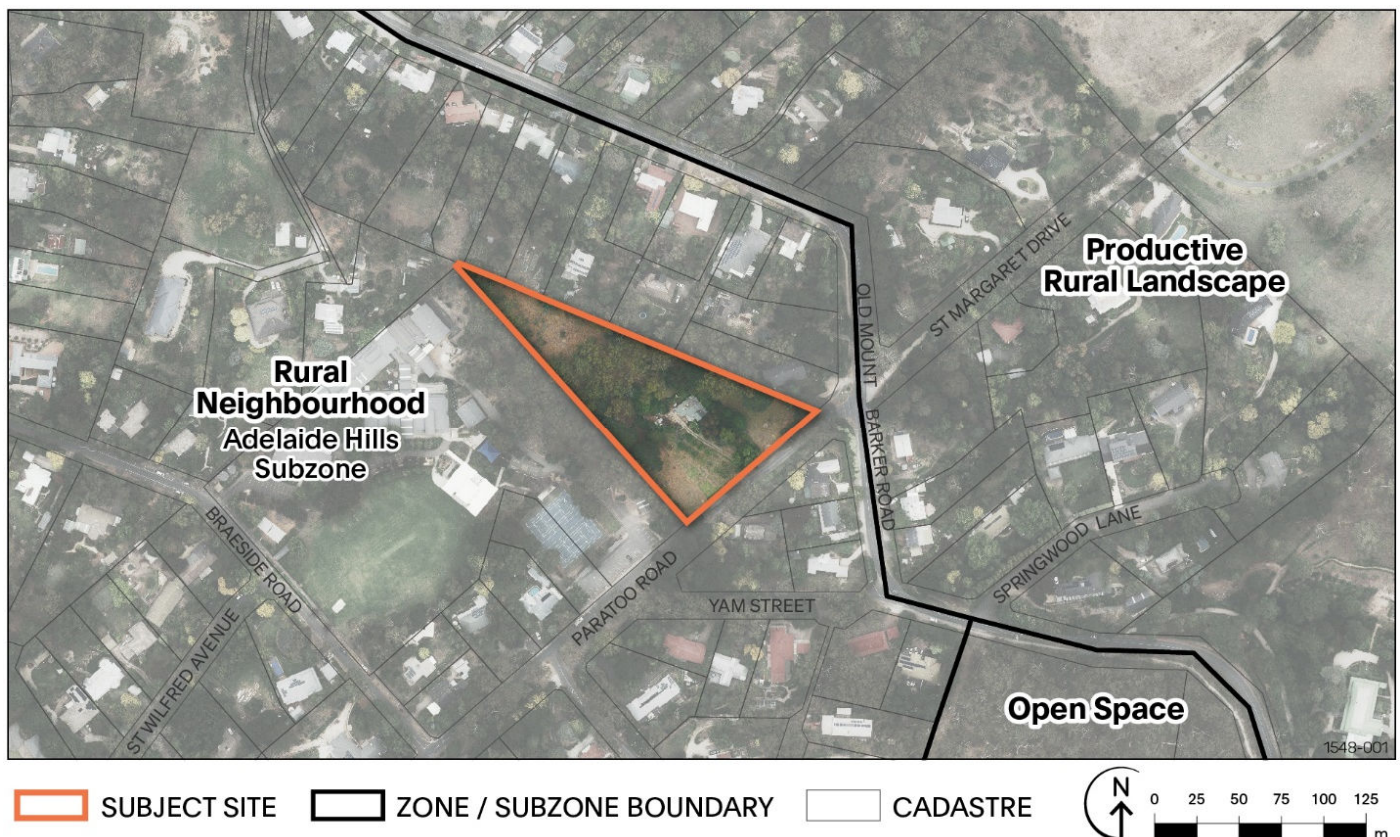 Productive
Rural Landscape
ST MARGARET DRIVE
OLD MOUNT BARKER ROAD
Rural
Neighbourhood
Adelaide Hills
Subzone
SPRINGWOOD LANE
BRAESIDE ROAD
PARATOO ROAD
YAM STREET
ST WILFRED AVENUE
Open Space
1548-001
SUBJECT SITE
ZONE / SUBZONE BOUNDARY
CADASTRE
N
0 25 50 75 100 125
m